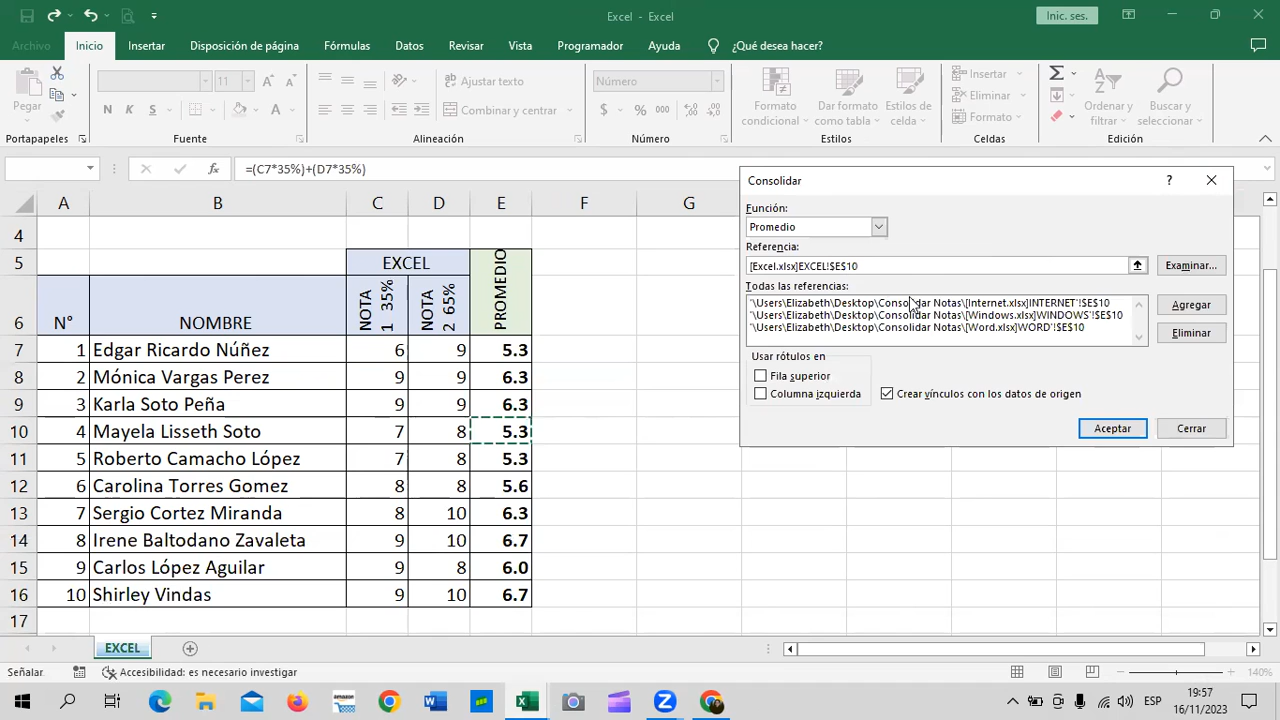 Excel - Excel
Inic. ses.
Archivo Inicio Insertar Disposición de página Fórmulas Datos Revisar Vista Programador Ayuda ¿Qué desea hacer?
Pegar
11
N K S
Ajustar texto
Combinar y centrar
Número
$ % 000
Formato condicional
Dar formato como tabla
Estilos de celda
Insertar
Eliminar
Formato
Ordenar y filtrar
Buscar y seleccionar
Portapapeles Fuente Alineación Número Estilos Celdas Edición
fx =(C7*35%)+(D7*35%)
A B C D E F G
4
5 EXCEL PROMEDIO
6 N° NOMBRE NOTA 1 35% NOTA 2 65%
7 1 Edgar Ricardo Núñez 6 9 5.3
8 2 Mónica Vargas Perez 9 9 6.3
9 3 Karla Soto Peña 9 9 6.3
10 4 Mayela Lisseth Soto 7 8 5.3
11 5 Roberto Camacho López 7 8 5.3
12 6 Carolina Torres Gomez 8 8 5.6
13 7 Sergio Cortez Miranda 8 10 6.3
14 8 Irene Baltodano Zavaleta 9 10 6.7
15 9 Carlos López Aguilar 9 8 6.0
16 10 Shirley Vindas 9 10 6.7
17
Consolidar ?
Función:
Promedio
Referencia:
[Excel.xlsx]EXCEL!$E$10 Examinar...
Todas las referencias:
'\Users\Elizabeth\Desktop\Consolidar Notas\[Internet.xlsx]INTERNET'!$E$10 Agregar
'\Users\Elizabeth\Desktop\Consolidar Notas\[Windows.xlsx]WINDOWS'!$E$10
'\Users\Elizabeth\Desktop\Consolidar Notas\[Word.xlsx]WORD'!$E$10 Eliminar
Usar rótulos en
Fila superior
Columna izquierda Crear vínculos con los datos de origen
Aceptar Cerrar
EXCEL
Señalar. Accesibilidad: es necesario investigar 140%
amazon
ESP
19:57
16/11/2023